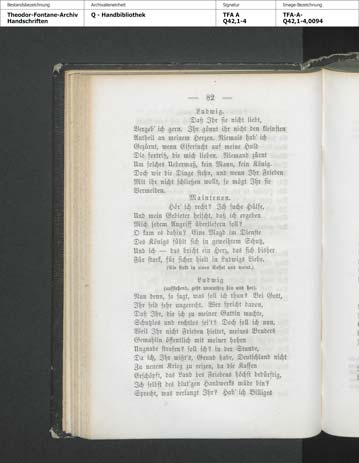 Bestandsbezeichnung
Archivalieneinheit
Signatur
Image-Bezeichnung
Theodor-Fontane-Archiv
Handschriften
Q - Handbibliothek
TFA A
Q42,1-4
TFA-A-
Q42,1-4,0094
— 82 —
Ludwig.
Daß Ihr sie nicht liebt,
Verzeih' ich gern. Ihr gönnt ihr nicht den kleinsten
Antheil an meinem Herzen. Niemals hab' ich
Gezürnt, wenn Eifersucht auf meine Huld
Die fortriß, die mich lieben. Niemand zürnt
Um solches Uebermaß, kein Mann, kein König.
Doch wie die Dinge stehn, und wenn Ihr Frieden
Mit ihr nicht schließen wollt, so mögt Ihr sie
Vermeiden.
Maintenon.
Hör' ich recht? Ich suche Hülfe,
Und mein Gebieter heischt, daß ich ergeben
Mich jedem Angriff überliefern soll?
O kam es dahin? Eine Magd im Dienste
Des Königs fühlt sich in gewissem Schutz,
Und ich — das bricht ein Herz, das sich bisher
Für stark, für sicher hielt in Ludwigs Liebe.
(Sie sinkt in einen Sessel und weint.)
Ludwig
(aufstehend, geht unmuthig hin und her).
Nun denn, so sagt, was soll ich thun? Bei Gott,
Ihr seid sehr ungerecht. Wer spricht davon,
Daß Ihr, die ich zu meiner Gattin machte,
Schutzlos und rechtlos sei't? Doch soll ich nun,
Weil Ihr nicht Frieden hieltet, meines Bruders
Gemahlin öffentlich mit meiner hohen
Ungnade strafen? soll ich? in der Stunde,
Da ich, Ihr wißt's, Grund habe, Deutschland nicht
Zu neuem Krieg zu reizen, da die Kassen
Erschöpft, das Land des Friedens höchst bedürftig,
Ich selbst des blut'gen Handwerks müde bin?
Sprecht, was verlangt Ihr? Hab' ich Billiges